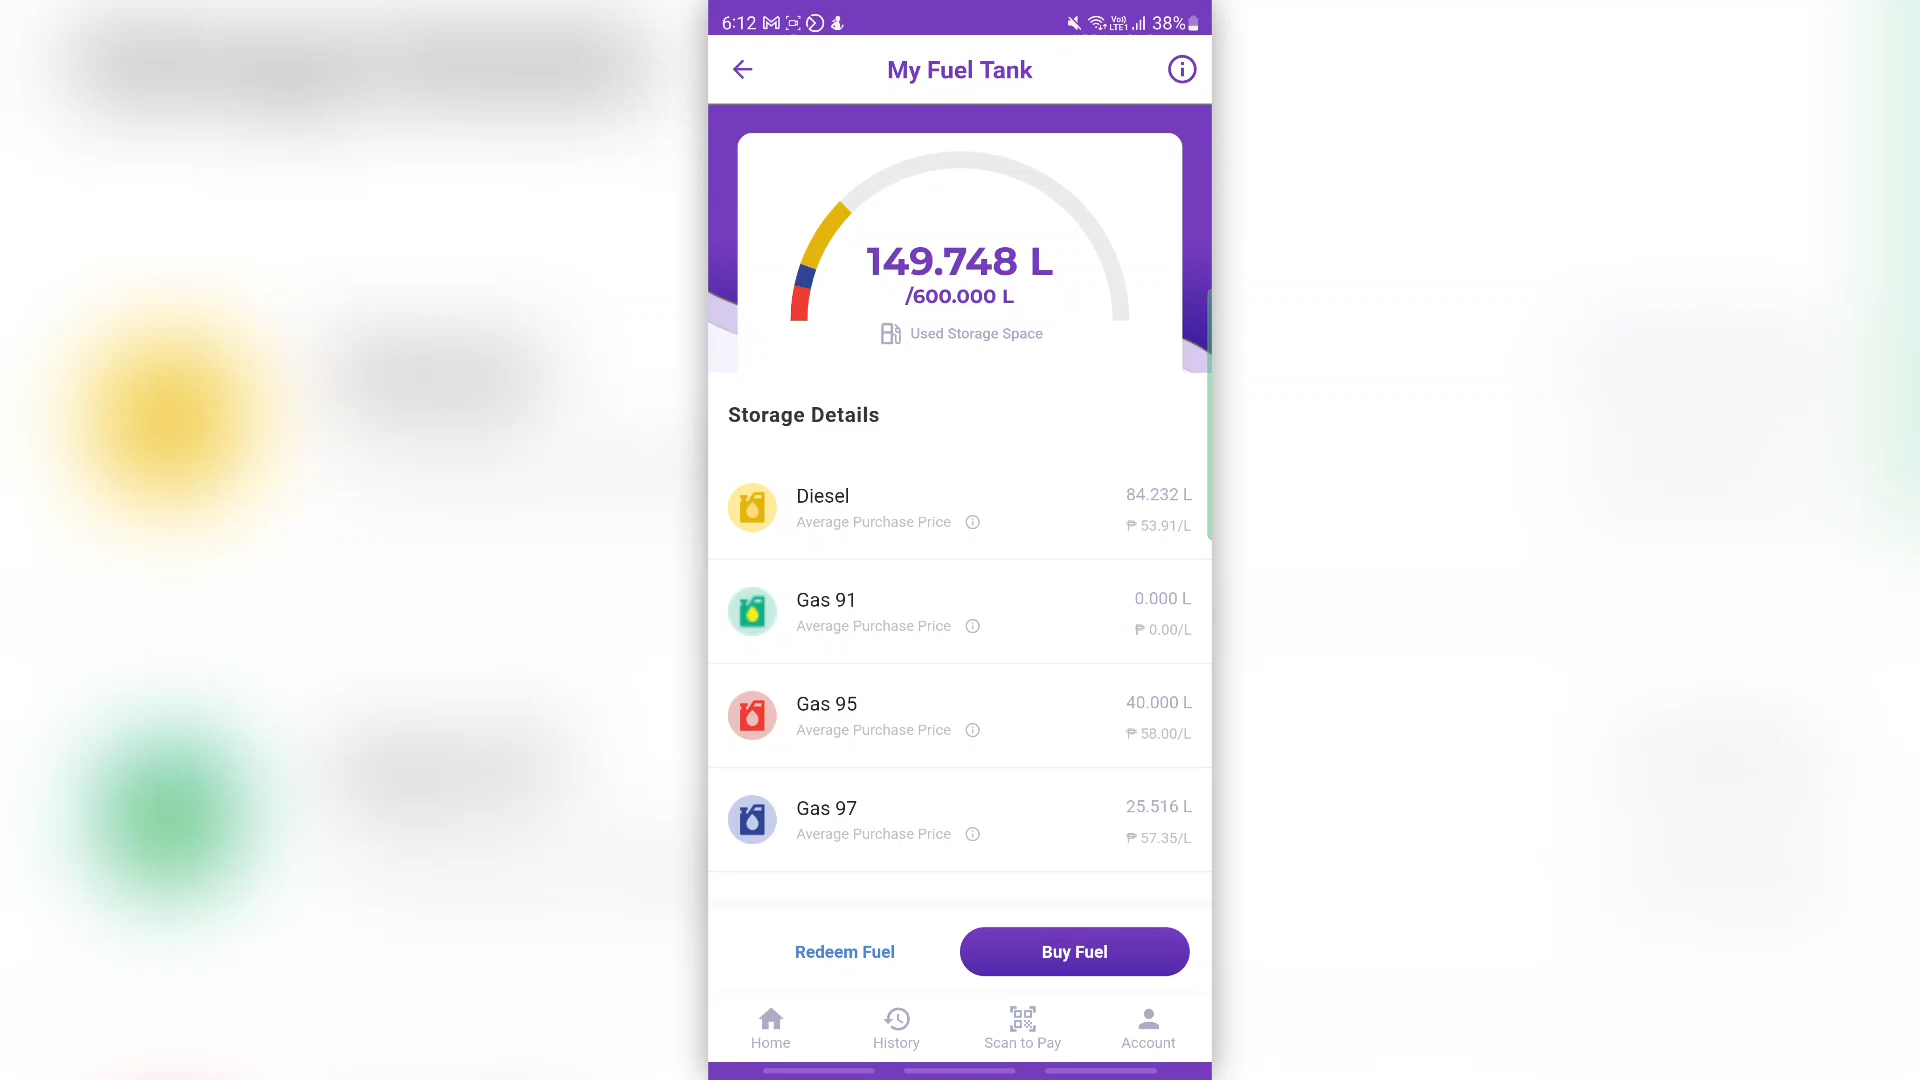 6:12
Vo)) LTE1 38%
My Fuel Tank
149.748 L
/600.000 L
Used Storage Space
Storage Details
Diesel
84.232 L
Average Purchase Price
₱ 53.91/L
Gas 91
0.000 L
Average Purchase Price
₱ 0.00/L
Gas 95
40.000 L
Average Purchase Price
₱ 58.00/L
Gas 97
25.516 L
Average Purchase Price
₱ 57.35/L
Redeem Fuel
Buy Fuel
Home
History
Scan to Pay
Account